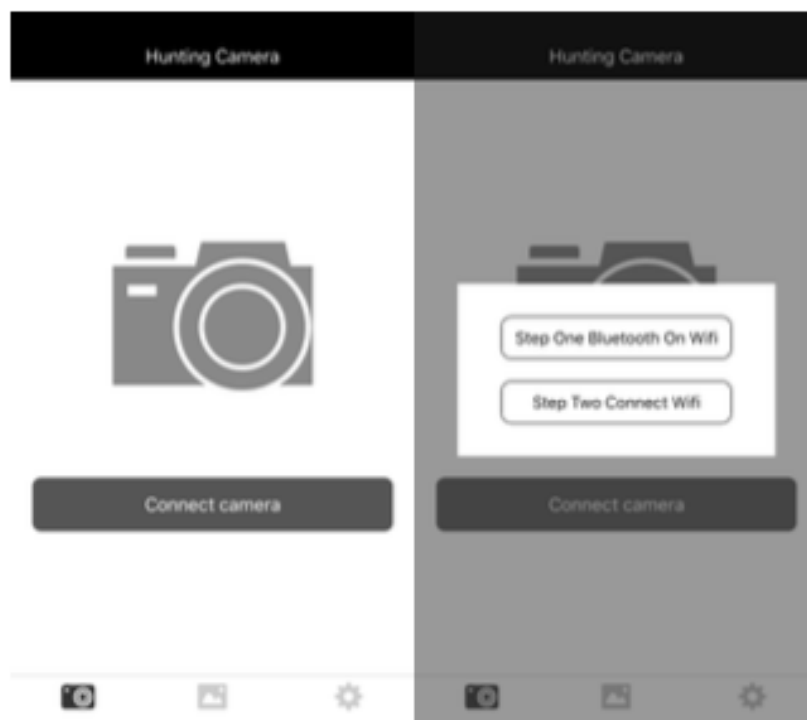 Hunting Camera
Connect camera
Hunting Camera
Step One Bluetooth On Wifi
Step Two Connect Wifi
Connect camera